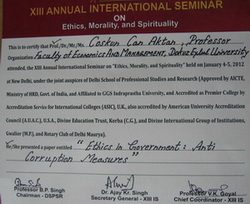 XIII ANNUAL INTERNATIONAL SEMINAR
ON
Ethics, Morality, and Spirituality
This is to certify that Prof./Dr./Mr./Ms. Coskun Can Aktan, Professor
Organization Faculty of Economics And Management, Dokuz Eylul University
attended, the XIII Annual International Seminar on "Ethics, Morality, and Spirituality" held on January 4-5, 2012
at New Delhi, under the joint auspices of Delhi School of Professional Studies and Research (Approved by AICTE,
Ministry of HRD, Govt. of India, and Affiliated to GGS Indraprastha University, and Accredited as Premier College by
Accreditation Service for International Colleges (ASIC), U.K., also accredited by American University Accreditation
Council (A.U.A.C.), U.S.A, Divine Education Trust, Korba (C.G.), and Divine International Group of Institutions,
Gwalior (M.P.), and Rotary Club of Delhi Maurya).
He/She presented a paper entitled "Ethics in Government: Anti
Corruption Measures"
Professor B.P. Singh
Chairman - DSPSR
Dr. Ajay Kr. Singh
Secretary General - XIII IS
Professor V.K. Goyal
Chief Coordinator - XIII IS